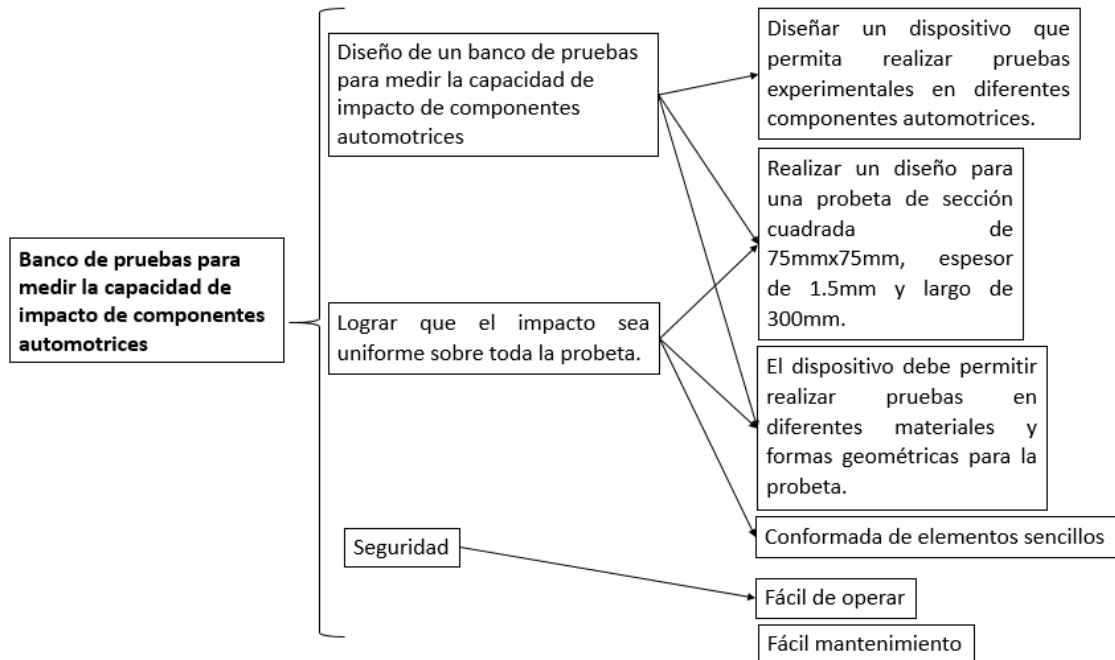 Banco de pruebas para
medir la capacidad de
impacto de componentes
automotrices
Diseño de un banco de pruebas
para medir la capacidad de
impacto de componentes
automotrices
Lograr que el impacto sea
uniforme sobre toda la probeta.
Seguridad
Diseñar un dispositivo que
permita realizar pruebas
experimentales en diferentes
componentes automotrices.
Realizar un diseño para
una probeta de sección
cuadrada de
75mmx75mm, espesor
de 1.5mm y largo de
300mm.
El dispositivo debe permitir
realizar pruebas en
diferentes materiales y
formas geométricas para la
probeta.
Conformada de elementos sencillos
Fácil de operar
Fácil mantenimiento